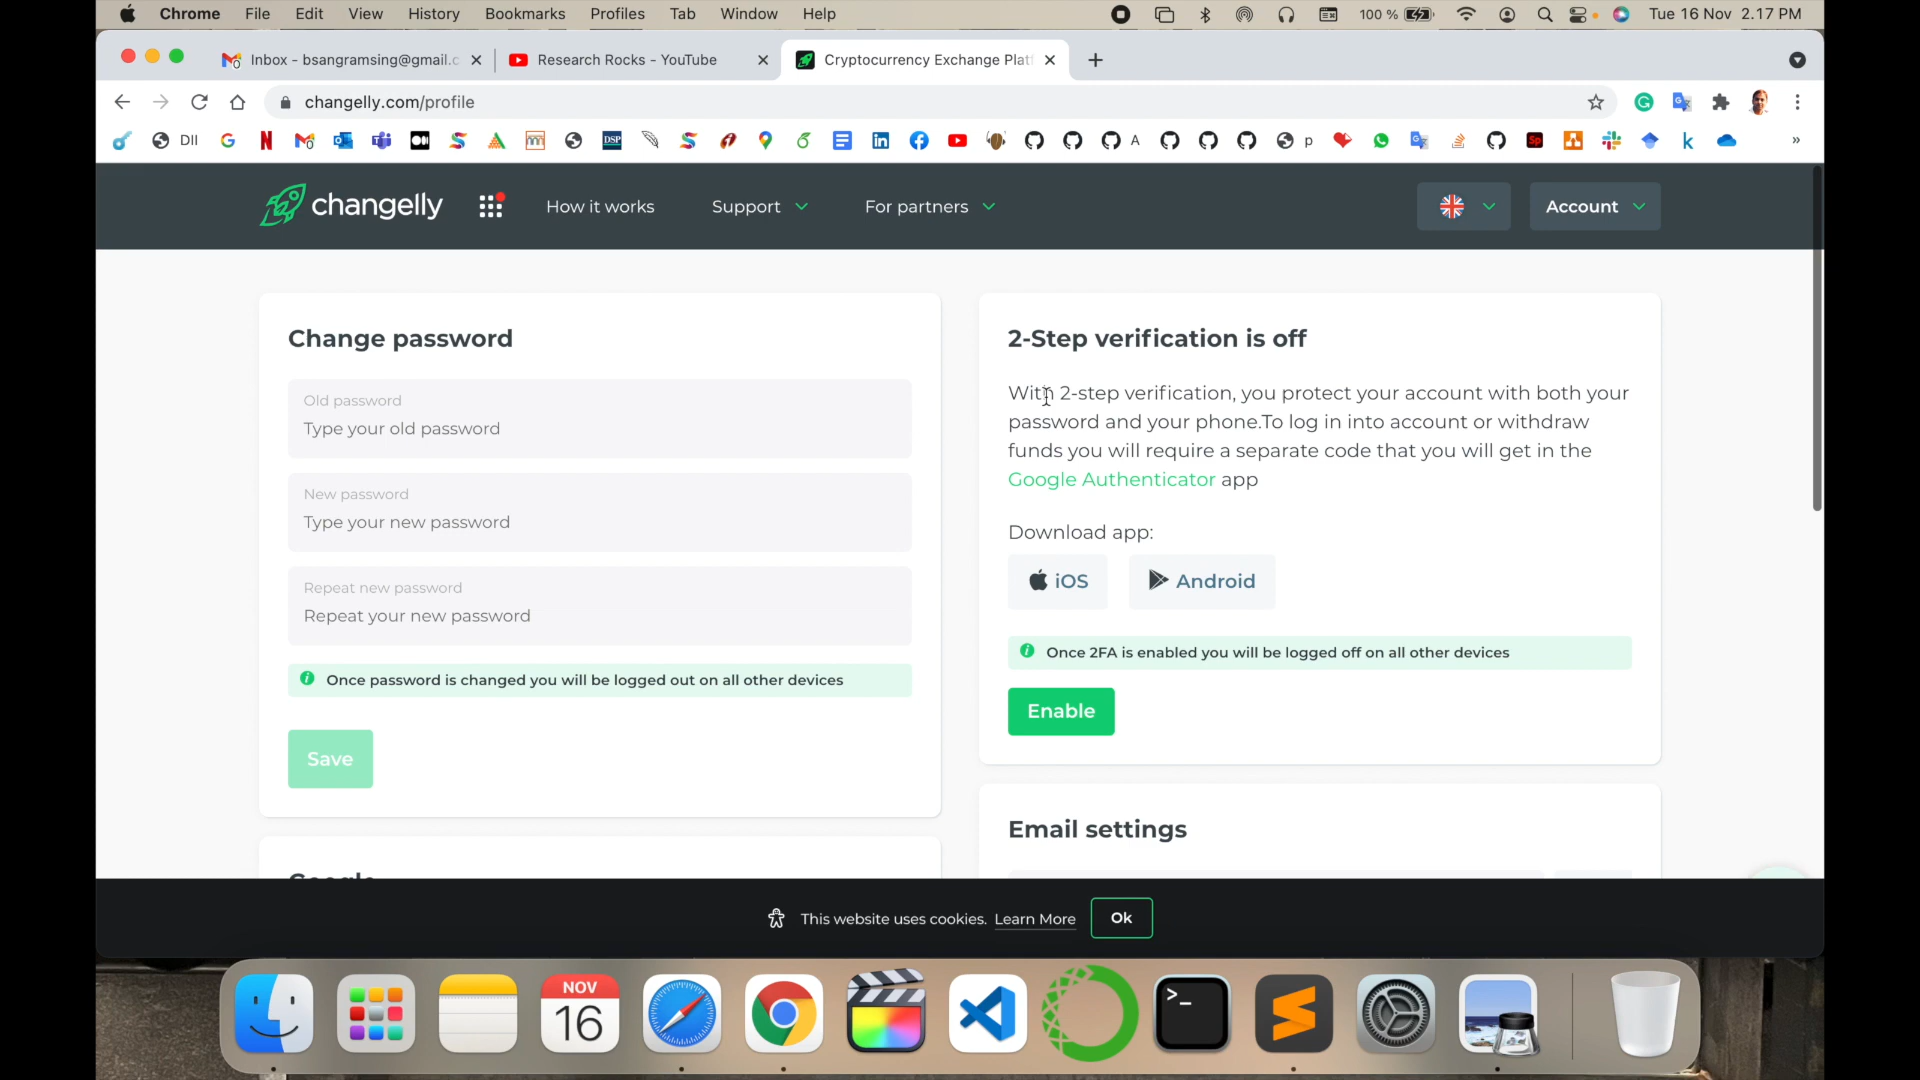 Chrome File Edit View History Bookmarks Profiles Tab Window Help 100 % Tue 16 Nov 2.17 PM
Inbox - bsangramsing@gmail.c Research Rocks - YouTube Cryptocurrency Exchange Plat
changelly.com/profile
DII DSP A p Sp k »
changelly How it works Support For partners Account
Change password
Old password
Type your old password
New password
Type your new password
Repeat new password
Repeat your new password
Once password is changed you will be logged out on all other devices
Save
2-Step verification is off
With 2-step verification, you protect your account with both your
password and your phone.To log in into account or withdraw
funds you will require a separate code that you will get in the
Google Authenticator app
Download app:
iOS Android
Once 2FA is enabled you will be logged off on all other devices
Enable
Email settings
Google
This website uses cookies. Learn More Ok
NOV
16